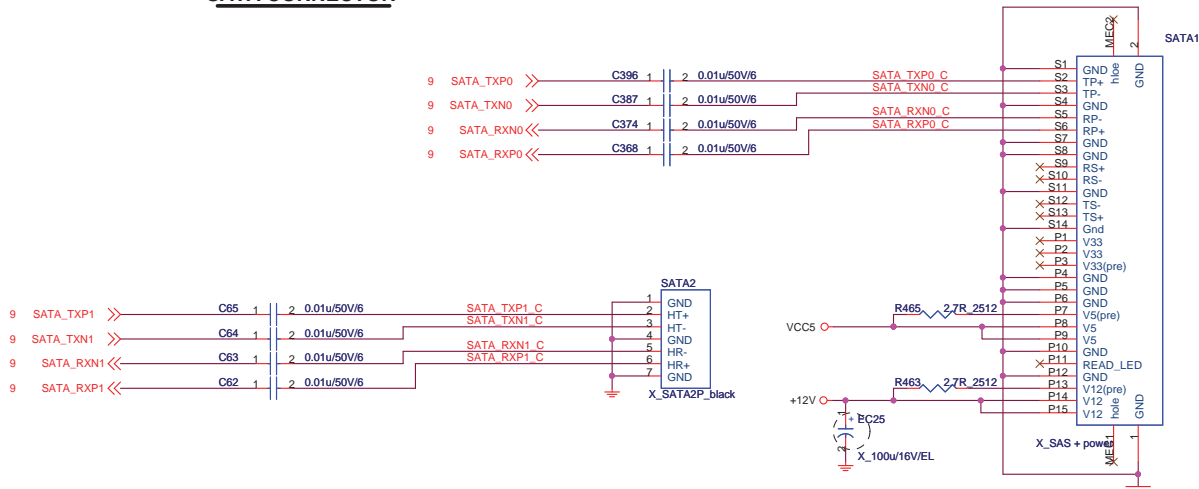 SATA1
MEC2
2
hloe
GND
9 SATA_TXP0 C396 1 2 0.01u/50V/6 SATA_TXP0_C
9 SATA_TXN0 C387 1 2 0.01u/50V/6 SATA_TXN0_C
9 SATA_RXN0 C374 1 2 0.01u/50V/6 SATA_RXN0_C
9 SATA_RXP0 C368 1 2 0.01u/50V/6 SATA_RXP0_C
S1 GND
S2 TP+
S3 TP-
S4 GND
S5 RP-
S6 RP+
S7 GND
S8 GND
S9 RS+
S10 RS-
S11 GND
S12 TS-
S13 TS+
S14 Gnd
P1 V33
P2 V33
P3 V33(pre)
P4 GND
P5 GND
P6 GND
P7 V5(pre)
P8 V5
P9 V5
P10 GND
P11 READ_LED
P12 GND
P13 V12(pre)
P14 V12
P15 V12
hole
GND
1
X_SAS + power
SATA2
9 SATA_TXP1 C65 1 2 0.01u/50V/6 SATA_TXP1_C
9 SATA_TXN1 C64 1 2 0.01u/50V/6 SATA_TXN1_C
9 SATA_RXN1 C63 1 2 0.01u/50V/6 SATA_RXN1_C
9 SATA_RXP1 C62 1 2 0.01u/50V/6 SATA_RXP1_C
1 GND
2 HT+
3 HT-
4 GND
5 HR-
6 HR+
7 GND
X_SATA2P_black
VCC5
R465 2.7R_2512
+12V
R463 2.7R_2512
1
+ EC25
2
X_100u/16V/EL